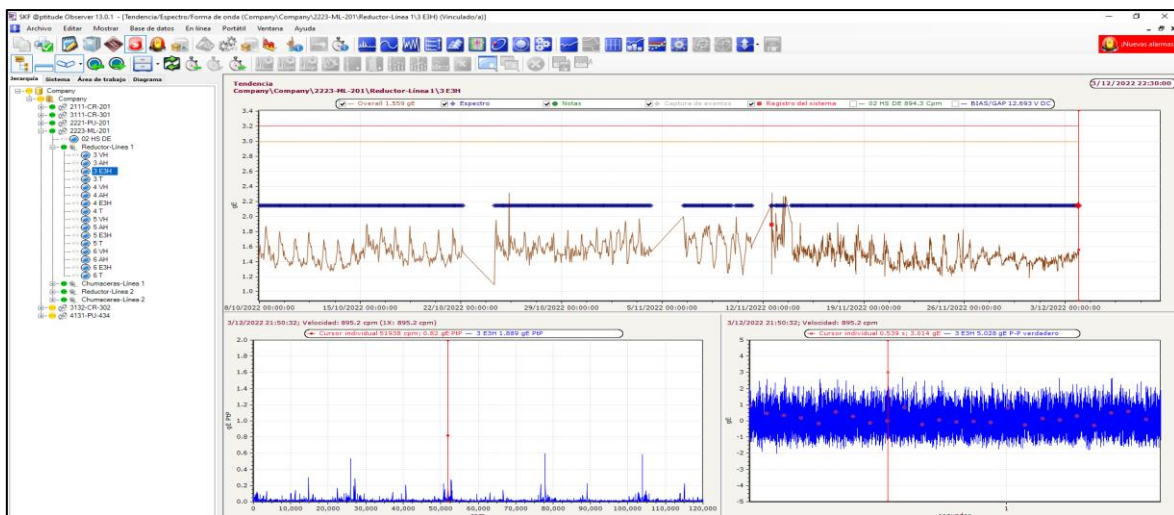 SKF @ptitude Observer 13.0.1 - [Tendencia/Espectro/Forma de onda (Company\Company\2223-ML-201\Reductor-Línea 1\3 E3H) (Vinculado/a)]
Archivo Editar Mostrar Base de datos En línea Portátil Ventana Ayuda
¡Nuevas alarmas
Jerarquía Sistema Área de trabajo Diagrama
Company
Company
2111-CR-201
3111-CR-301
2221-PU-201
2223-ML-201
02 HS DE
Reductor-Línea 1
3 VH
3 AH
3 E3H
3 T
4 VH
4 AH
4 E3H
4 T
5 VH
5 AH
5 E3H
5 T
6 VH
6 AH
6 E3H
6 T
Chumaceras-Línea 1
Reductor-Línea 2
Chumaceras-Línea 2
3132-CR-302
4131-PU-434
Tendencia
Company\Company\2223-ML-201\Reductor-Línea 1\3 E3H
3/12/2022 22:30:00
Overall 1.559 gE Espectro Notas Captura de eventos Registro del sistema 02 HS DE 894.3 Cpm BIAS/GAP 12.693 V DC
3.4
3.2
3.0
2.8
2.6
2.4
2.2
2.0
1.8
1.6
1.4
1.2
1.0
gE
8/10/2022 00:00:00 15/10/2022 00:00:00 22/10/2022 00:00:00 29/10/2022 00:00:00 5/11/2022 00:00:00 12/11/2022 00:00:00 19/11/2022 00:00:00 26/11/2022 00:00:00 3/12/2022 00:00:00
3/12/2022 21:50:32; Velocidad: 895.2 cpm (1X: 895.2 cpm)
Cursor individual 51938 cpm; 0.82 gE PtP 3 E3H 1.889 gE PtP
2.0
1.8
1.6
1.4
1.2
1.0
0.8
0.6
0.4
0.2
0.0
gE PtP
0 10,000 20,000 30,000 40,000 50,000 60,000 70,000 80,000 90,000 100,000 110,000 120,000
3/12/2022 21:50:32; Velocidad: 895.2 cpm
Cursor individual 0.539 s; 3.014 gE 3 E3H 5.028 gE P-P verdadero
5
4
3
2
1
0
-1
-2
-3
-4
-5
gE
1